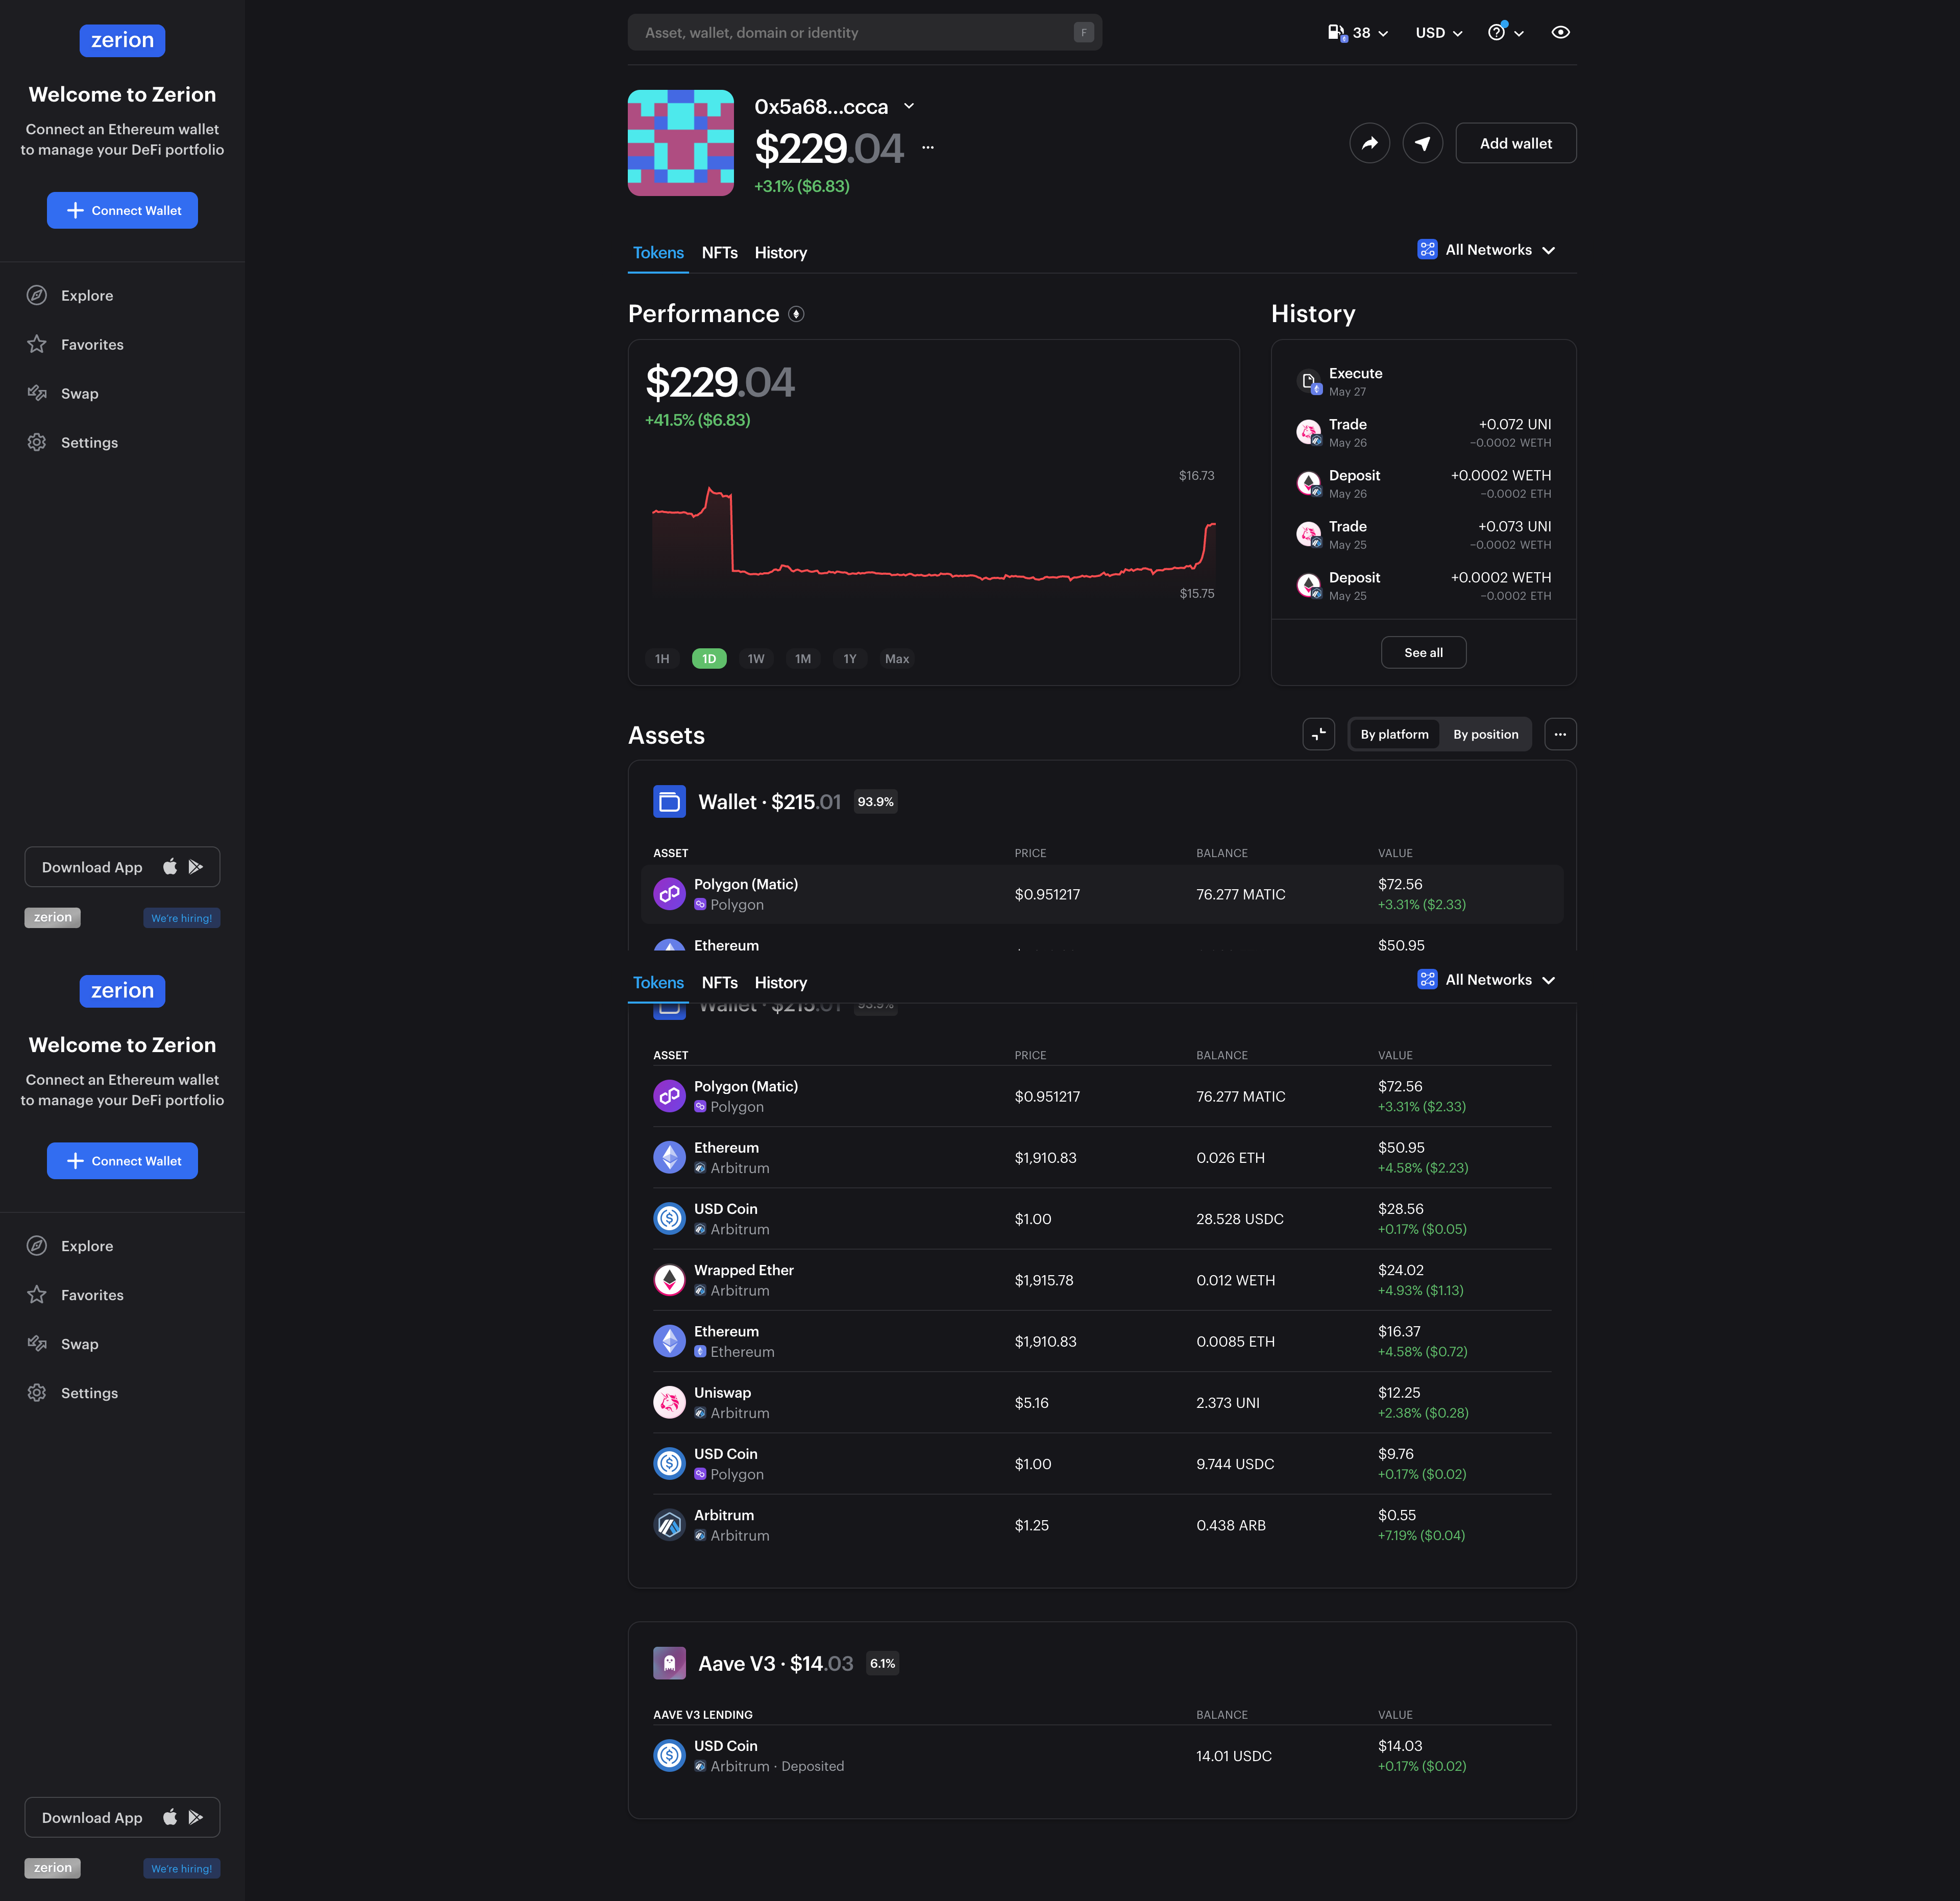 zerion
Welcome to Zerion
Connect an Ethereum wallet
to manage your DeFi portfolio
Connect Wallet
Explore
Favorites
Swap
Settings
Download App
zerion
We're hiring!
Asset, wallet, domain or identity
F
38
USD
0x5a68...ccca
$229.04
+3.1% ($6.83)
Add wallet
Tokens NFTs History
All Networks
Performance
$229.04
+41.5% ($6.83)
$16.73
$15.75
1H 1D 1W 1M 1Y Max
History
Execute
May 27
Trade +0.072 UNI
May 26 −0.0002 WETH
Deposit +0.0002 WETH
May 26 −0.0002 ETH
Trade +0.073 UNI
May 25 −0.0002 WETH
Deposit +0.0002 WETH
May 25 −0.0002 ETH
See all
Assets
By platform By position
Wallet · $215.01 93.9%
ASSET PRICE BALANCE VALUE
Polygon (Matic) $72.56
$0.951217 76.277 MATIC
Polygon +3.31% ($2.33)
Ethereum $50.95
zerion
Welcome to Zerion
Connect an Ethereum wallet
to manage your DeFi portfolio
Connect Wallet
Explore
Favorites
Swap
Settings
Download App
zerion
We're hiring!
Tokens NFTs History
All Networks
Wallet · $215.01 93.9%
ASSET PRICE BALANCE VALUE
Polygon (Matic) $72.56
$0.951217 76.277 MATIC
Polygon +3.31% ($2.33)
Ethereum $50.95
$1,910.83 0.026 ETH
Arbitrum +4.58% ($2.23)
USD Coin $28.56
$1.00 28.528 USDC
Arbitrum +0.17% ($0.05)
Wrapped Ether $24.02
$1,915.78 0.012 WETH
Arbitrum +4.93% ($1.13)
Ethereum $16.37
$1,910.83 0.0085 ETH
Ethereum +4.58% ($0.72)
Uniswap $12.25
$5.16 2.373 UNI
Arbitrum +2.38% ($0.28)
USD Coin $9.76
$1.00 9.744 USDC
Polygon +0.17% ($0.02)
Arbitrum $0.55
$1.25 0.438 ARB
Arbitrum +7.19% ($0.04)
Aave V3 · $14.03 6.1%
AAVE V3 LENDING BALANCE VALUE
USD Coin $14.03
14.01 USDC
Arbitrum · Deposited +0.17% ($0.02)